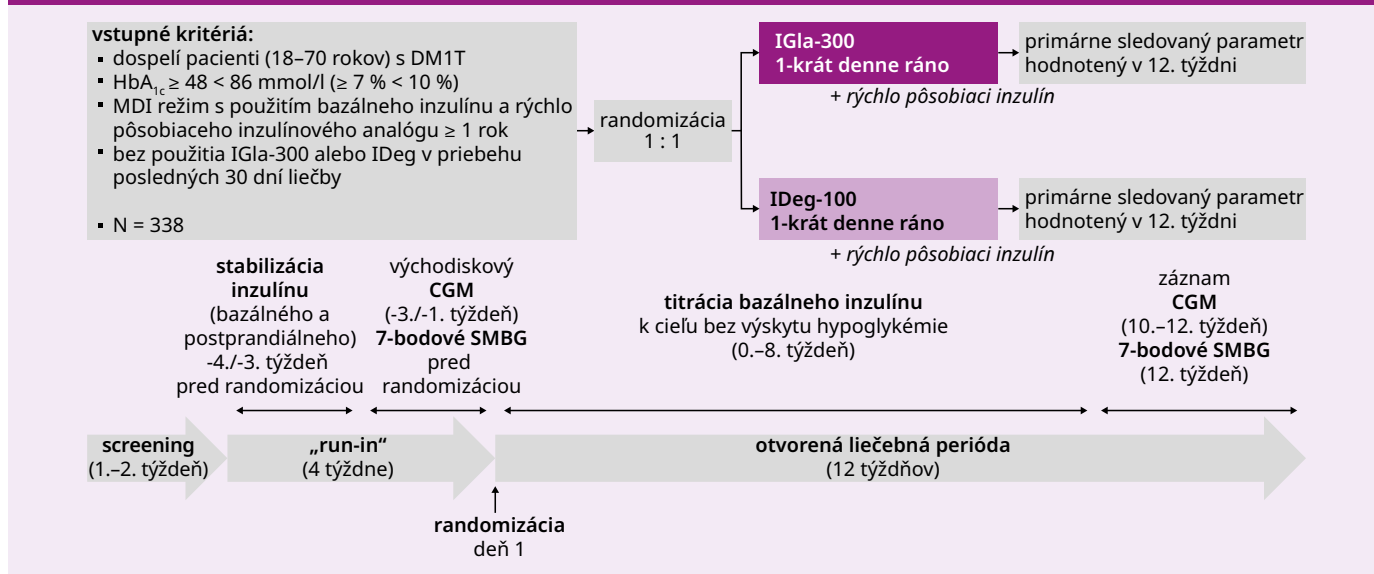 vstupné kritériá:
▪ dospelí pacienti (18–70 rokov) s DM1T
▪ HbA1c ≥ 48 < 86 mmol/l (≥ 7 % < 10 %)
▪ MDI režim s použitím bazálneho inzulínu a rýchlo
pôsobiaceho inzulínového analógu ≥ 1 rok
▪ bez použitia IGla-300 alebo IDeg v priebehu
posledných 30 dní liečby
▪ N = 338
randomizácia
1 : 1
IGla-300
1-krát denne ráno
+ rýchlo pôsobiaci inzulín
primárne sledovaný parametr
hodnotený v 12. týždni
IDeg-100
1-krát denne ráno
+ rýchlo pôsobiaci inzulín
primárne sledovaný parametr
hodnotený v 12. týždni
stabilizácia
inzulínu
(bazálného a
postprandiálneho)
-4./-3. týždeň
pred randomizáciou
východiskový
CGM
(-3./-1. týždeň)
7-bodové SMBG
pred
randomizáciou
titrácia bazálneho inzulínu
k cieľu bez výskytu hypoglykémie
(0.–8. týždeň)
záznam
CGM
(10.–12. týždeň)
7-bodové SMBG
(12. týždeň)
screening
(1.–2. týždeň)
„run-in“
(4 týždne)
otvorená liečebná perióda
(12 týždňov)
randomizácia
deň 1